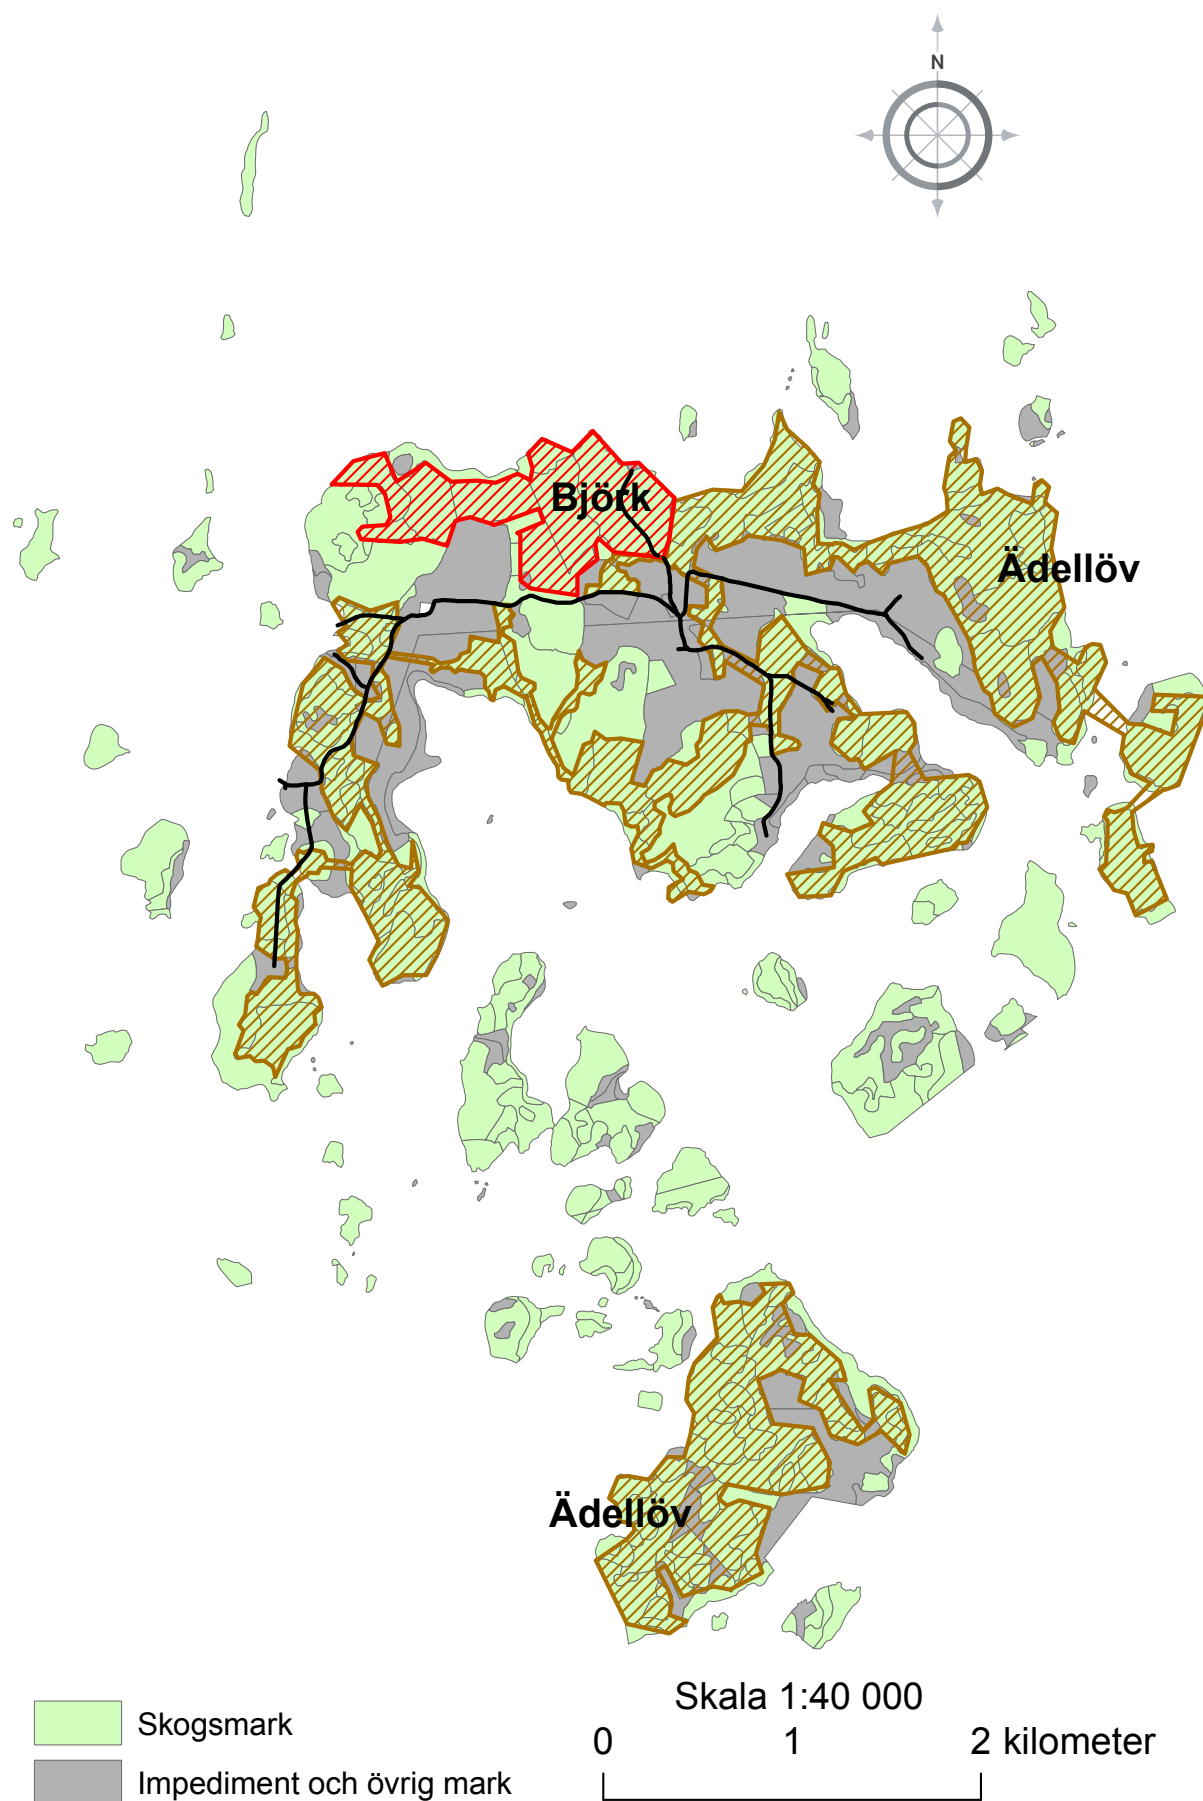 N
Björk
Ädellöv
Ädellöv
Skala 1:40 000
0 1 2 kilometer
Skogsmark
Impediment och övrig mark